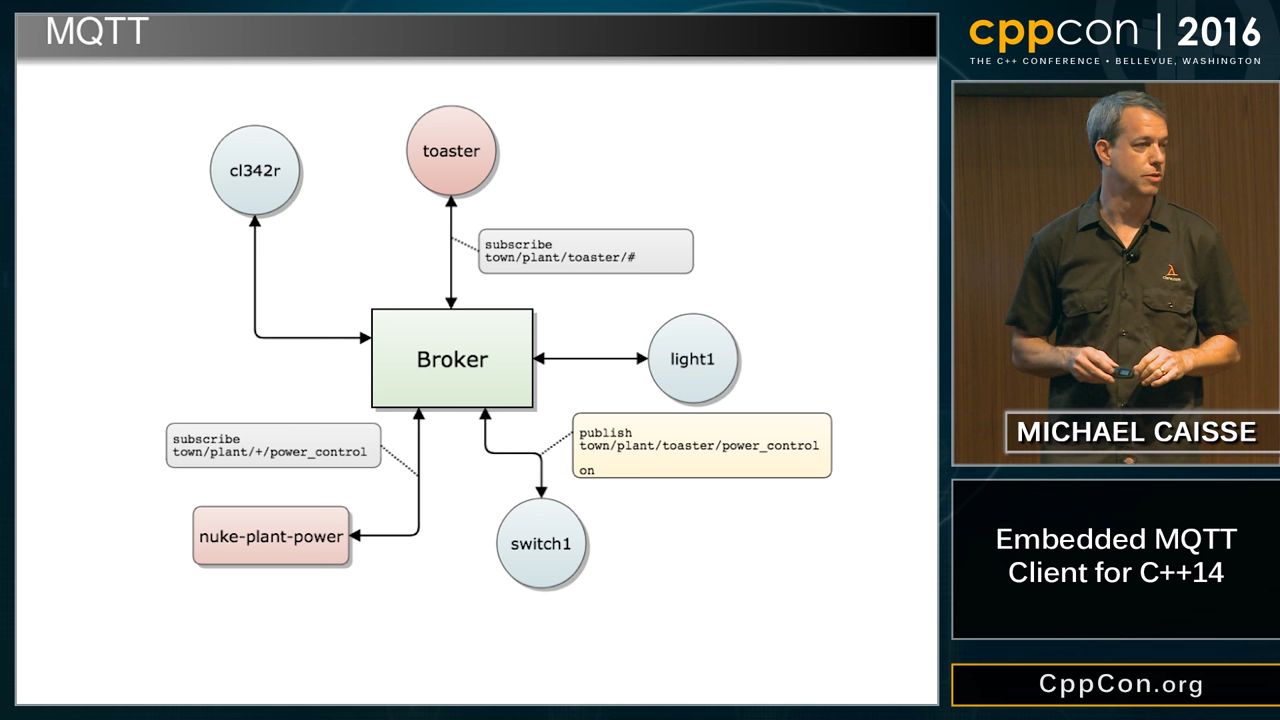 MQTT
cl342r
toaster
subscribe
town/plant/toaster/#
Broker
light1
subscribe
town/plant/+/power_control
publish
town/plant/toaster/power_control
on
nuke-plant-power
switch1
cppcon | 2016
THE C++ CONFERENCE • BELLEVUE, WASHINGTON
MICHAEL CAISSE
Embedded MQTT
Client for C++14
CppCon.org